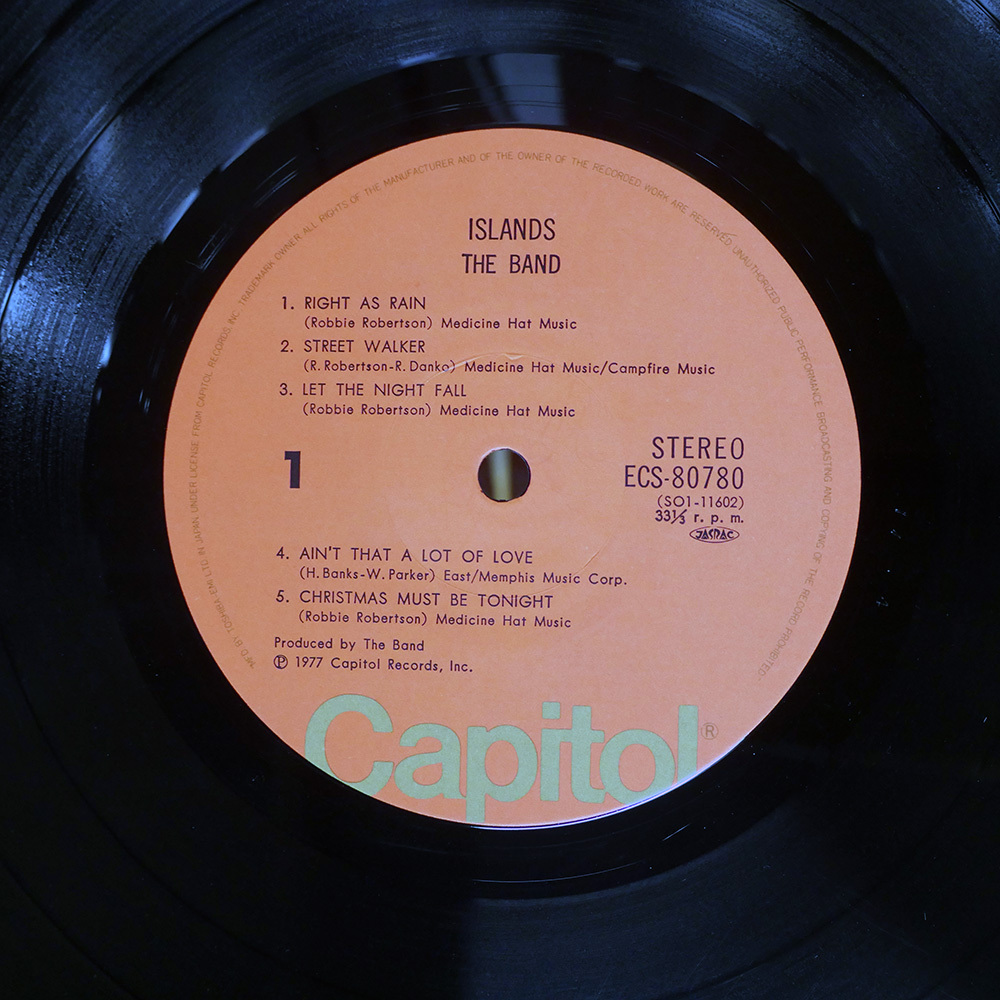 MF'D BY TOSHIBA-EMI LTD. IN JAPAN UNDER LICENSE FROM CAPITOL RECORDS INC. TRADEMARK OWNER ALL RIGHTS OF THE MANUFACTURER AND OF THE OWNER OF THE RECORDED WORK ARE RESERVED UNAUTHORIZED PUBLIC PERFORMANCE BROADCASTING AND COPYING OF THE RECORD PROHIBITED
ISLANDS
THE BAND
1. RIGHT AS RAIN
(Robbie Robertson) Medicine Hat Music
2. STREET WALKER
(R. Robertson-R. Danko) Medicine Hat Music/Campfire Music
3. LET THE NIGHT FALL
(Robbie Robertson) Medicine Hat Music
1
STEREO
ECS-80780
(SO1-11602)
33⅓ r. p. m.
JASRAC
4. AIN'T THAT A LOT OF LOVE
(H. Banks-W. Parker) East/Memphis Music Corp.
5. CHRISTMAS MUST BE TONIGHT
(Robbie Robertson) Medicine Hat Music
Produced by The Band
Ⓟ 1977 Capitol Records, Inc.
Capitol®